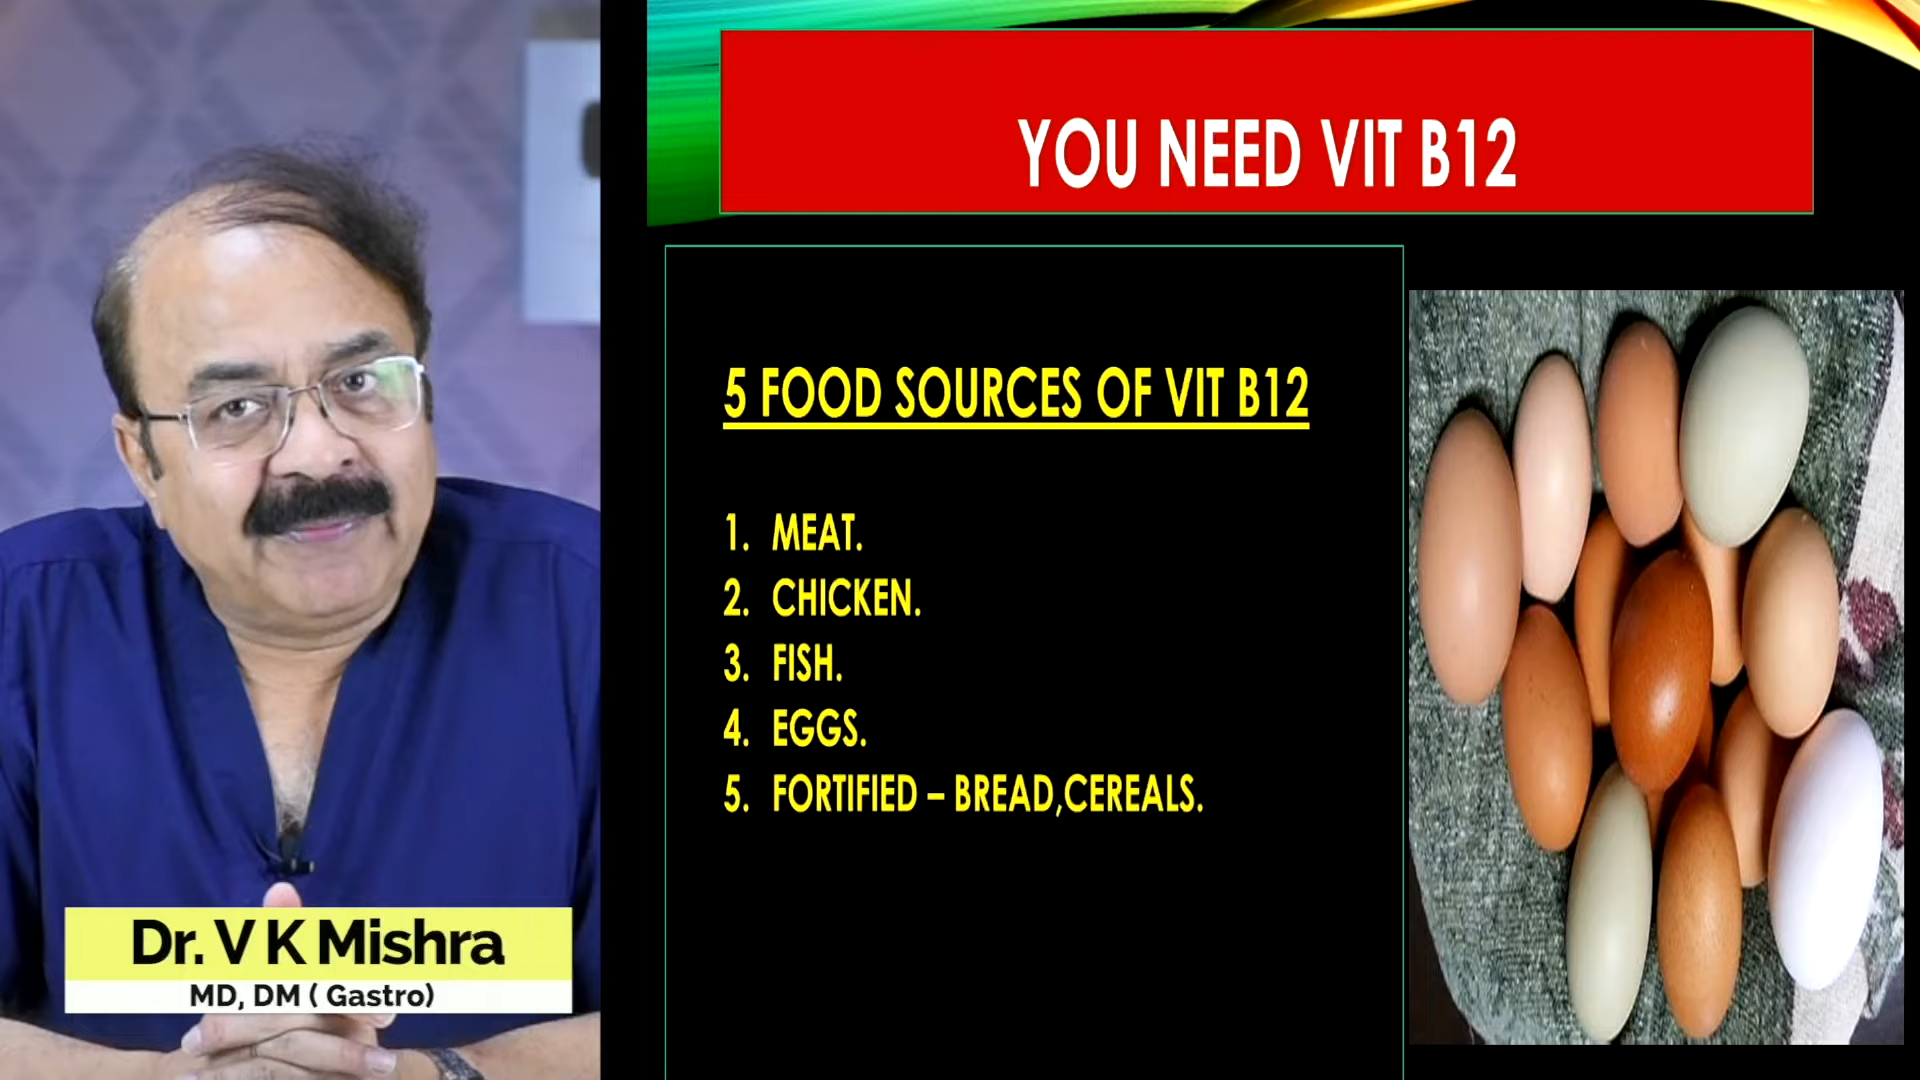 YOU NEED VIT B12
5 FOOD SOURCES OF VIT B12
1. MEAT.
2. CHICKEN.
3. FISH.
4. EGGS.
5. FORTIFIED – BREAD,CEREALS.
Dr. V K Mishra
MD, DM ( Gastro)